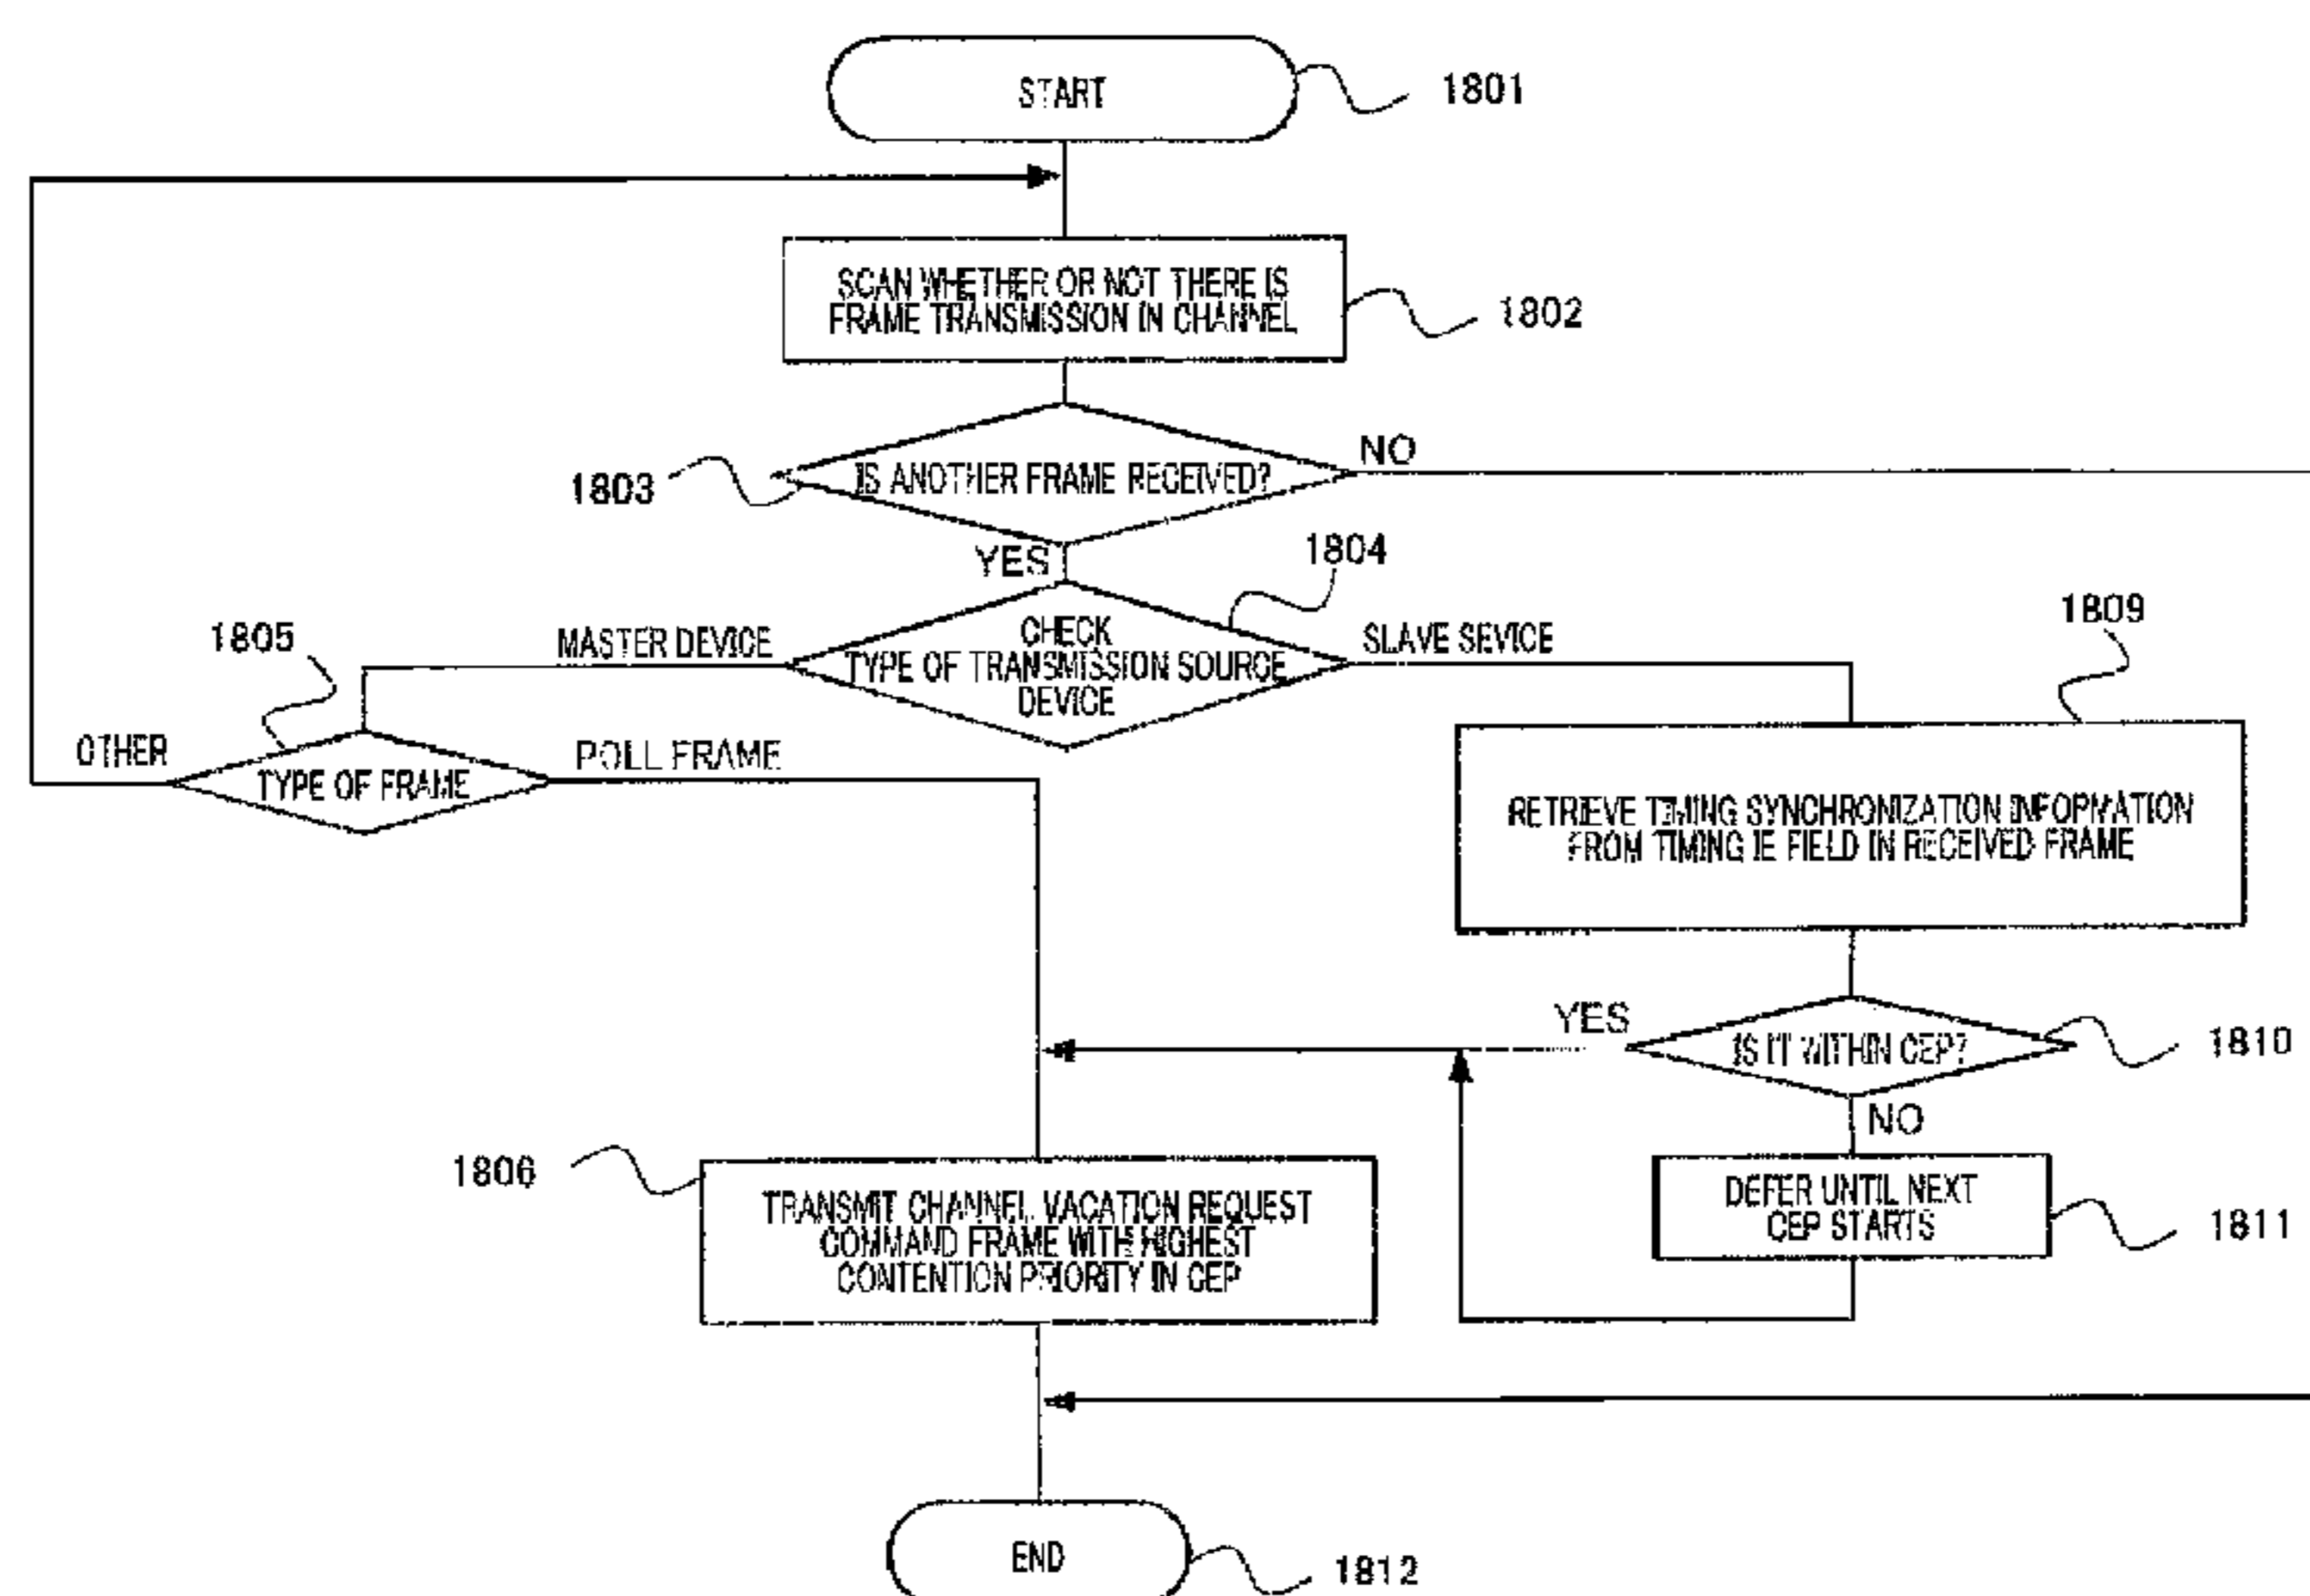 START
1801
SCAN WHETHER OR NOT THERE IS
FRAME TRANSMISSION IN CHANNEL
1802
IS ANOTHER FRAME RECEIVED?
NO
1803
YES
1804
CHECK
TYPE OF TRANSMISSION SOURCE
DEVICE
MASTER DEVICE
SLAVE SEVICE
1805
1809
OTHER
TYPE OF FRAME
POLL FRAME
RETRIEVE TIMING SYNCHRONIZATION INFOPMATION
FROM TIMING IE FIELD IN RECEIVED FRAME
YES
IS IT WITHIN CEP?
1810
NO
1806
TRANSMIT CHANNEL VACATION REQUEST
COMMAND FRAME WITH HIGHEST
CONTENTION PRIORITY IN CEP
DEFER UNTIL NEXT
CEP STARTS
1811
END
1812